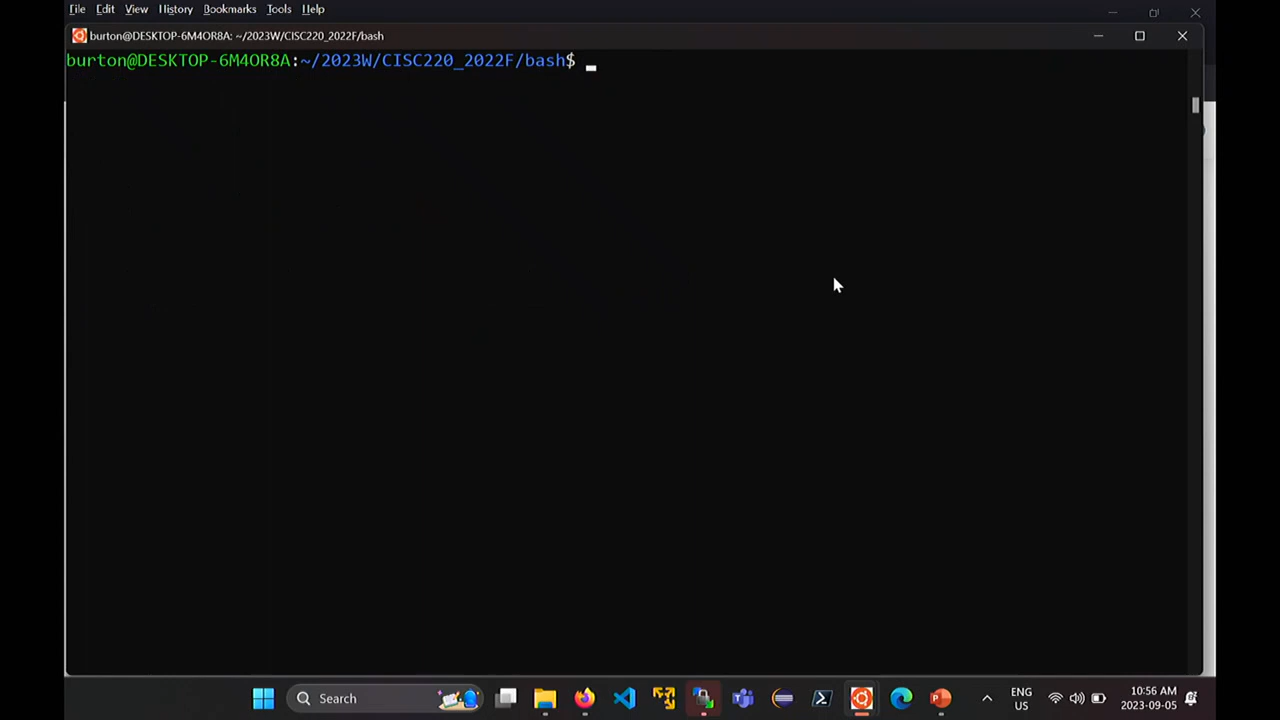 File Edit View History Bookmarks Tools Help
burton@DESKTOP-6M4OR8A: ~/2023W/CISC220_2022F/bash
burton@DESKTOP-6M4OR8A:~/2023W/CISC220_2022F/bash$
Search
ENG
US
10:56 AM
2023-09-05